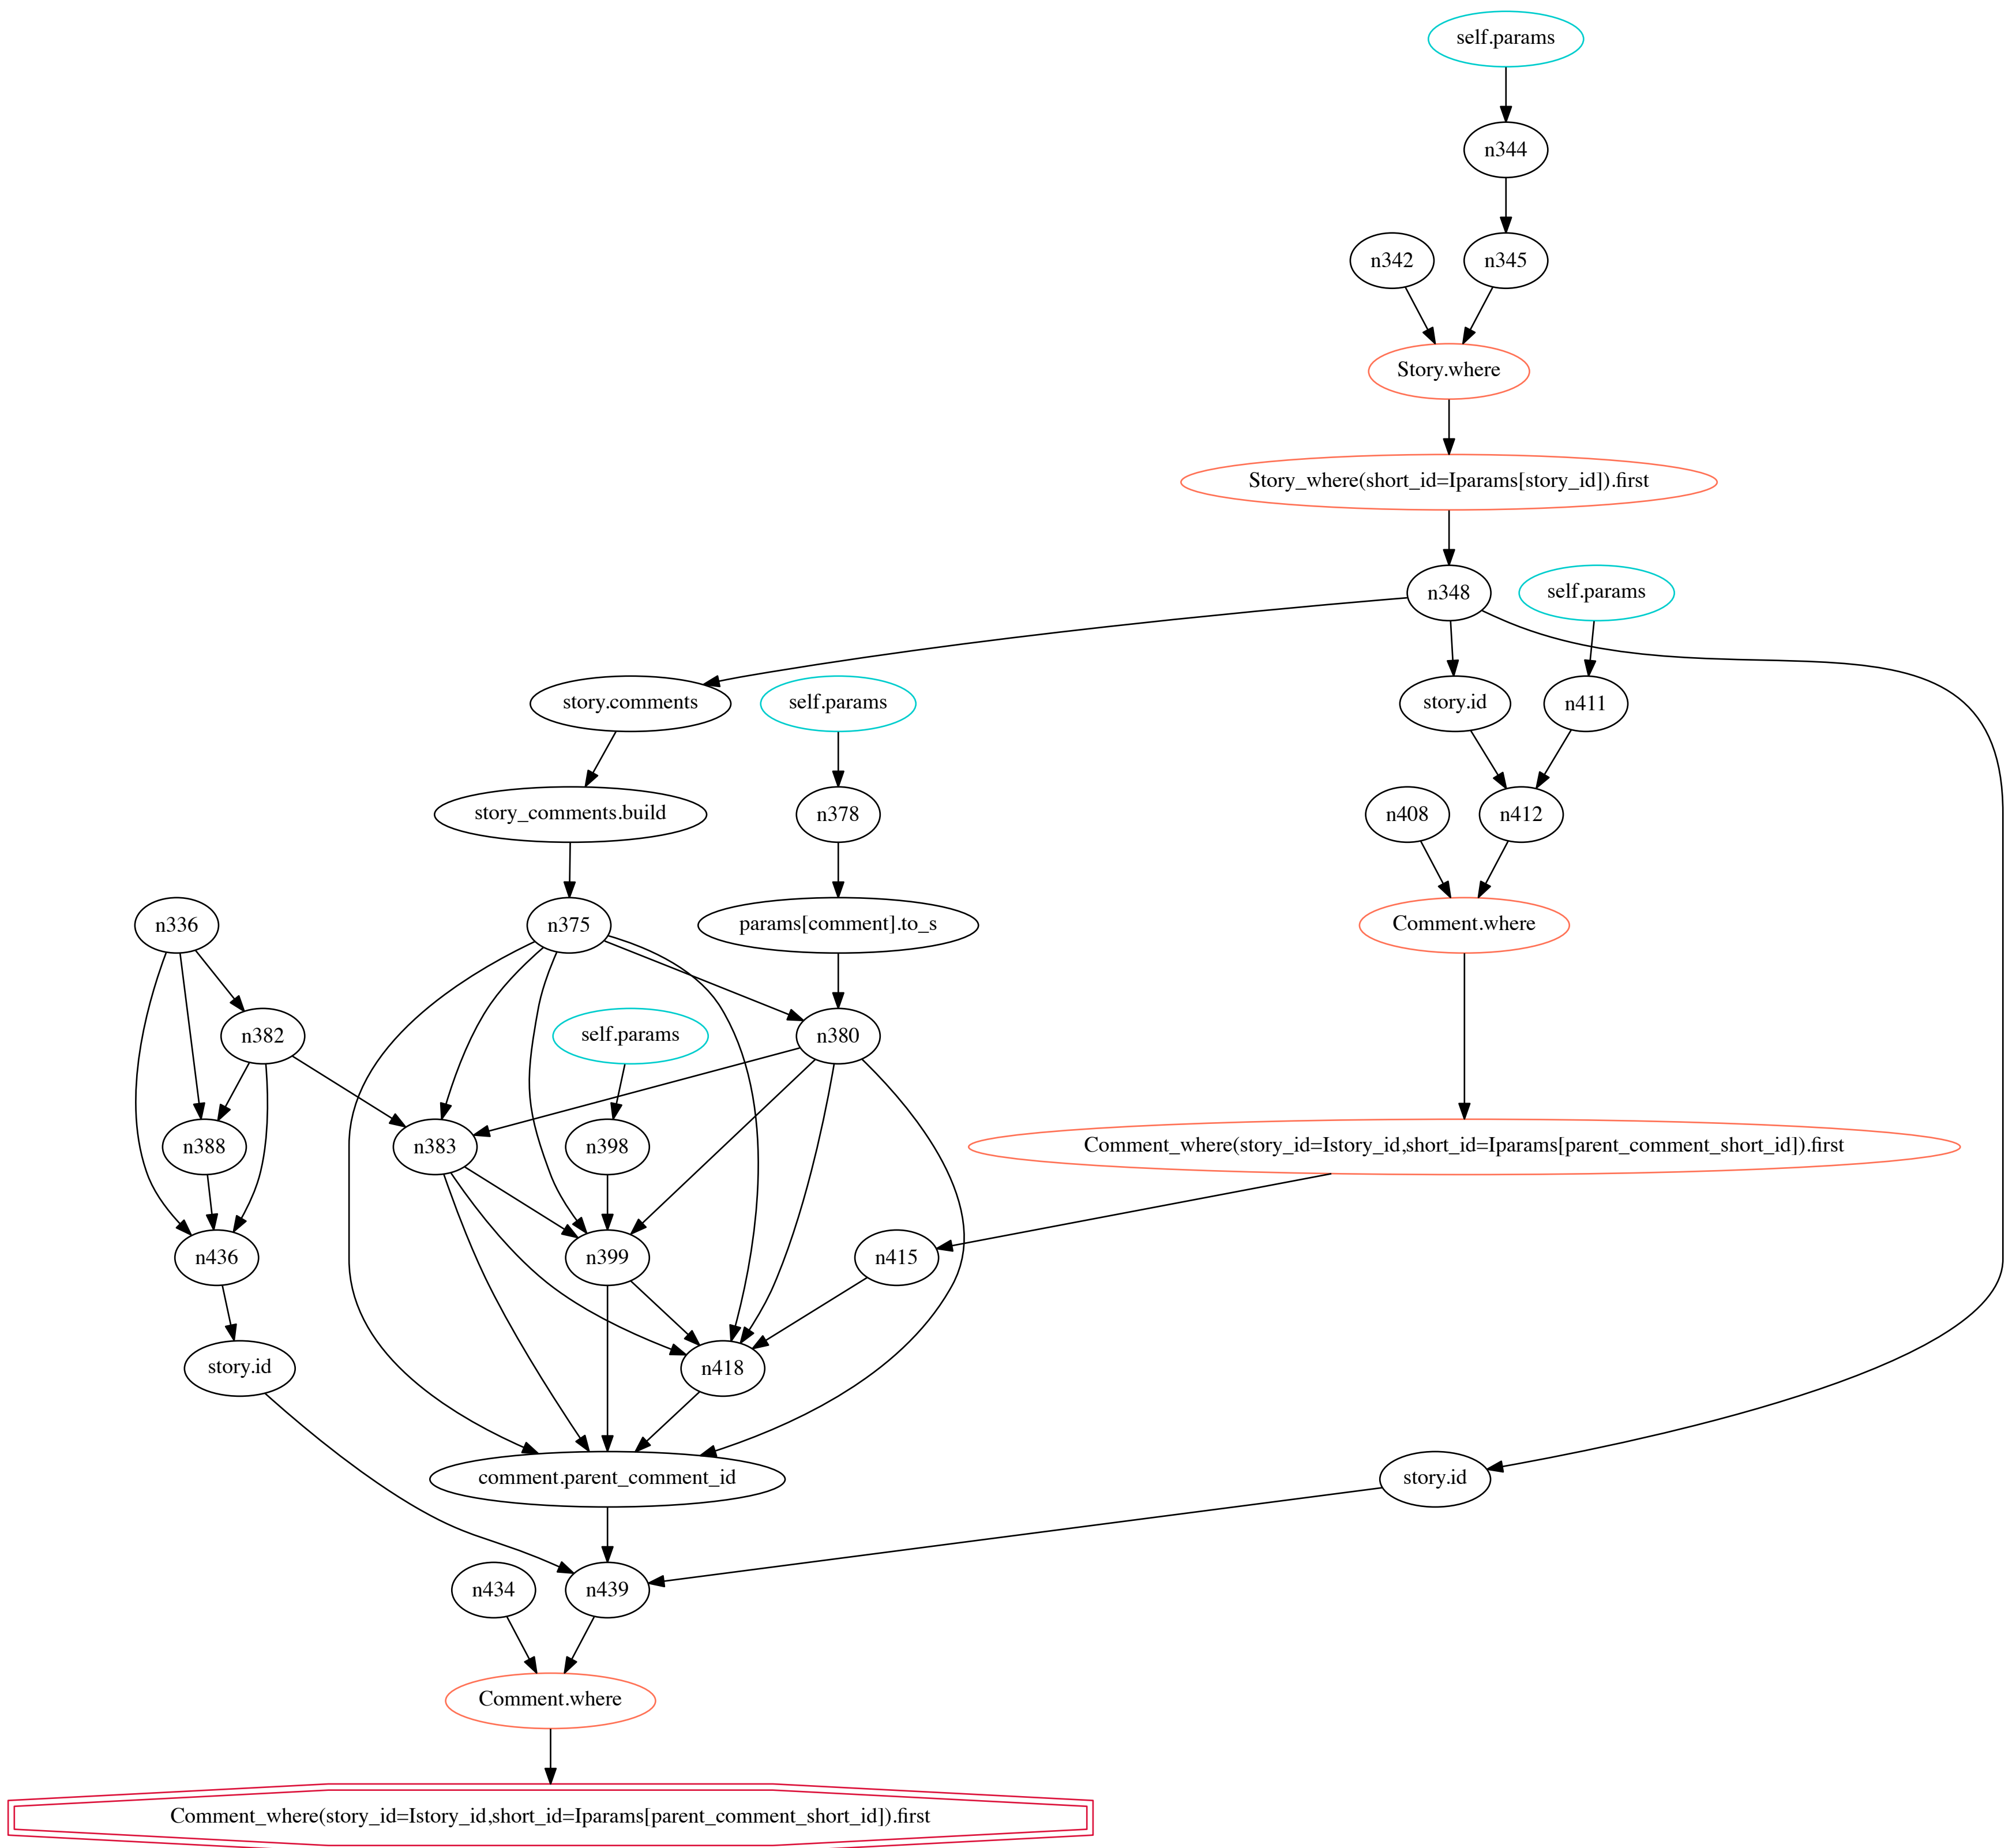 self.params
n344
n342
n345
Story.where
Story_where(short_id=Iparams[story_id]).first
n348
self.params
story.comments
self.params
story.id
n411
story_comments.build
n378
n408
n412
n336
n375
params[comment].to_s
Comment.where
n382
self.params
n380
n388
n383
n398
Comment_where(story_id=Istory_id,short_id=Iparams[parent_comment_short_id]).first
n436
n399
n415
story.id
n418
comment.parent_comment_id
story.id
n434
n439
Comment.where
Comment_where(story_id=Istory_id,short_id=Iparams[parent_comment_short_id]).first